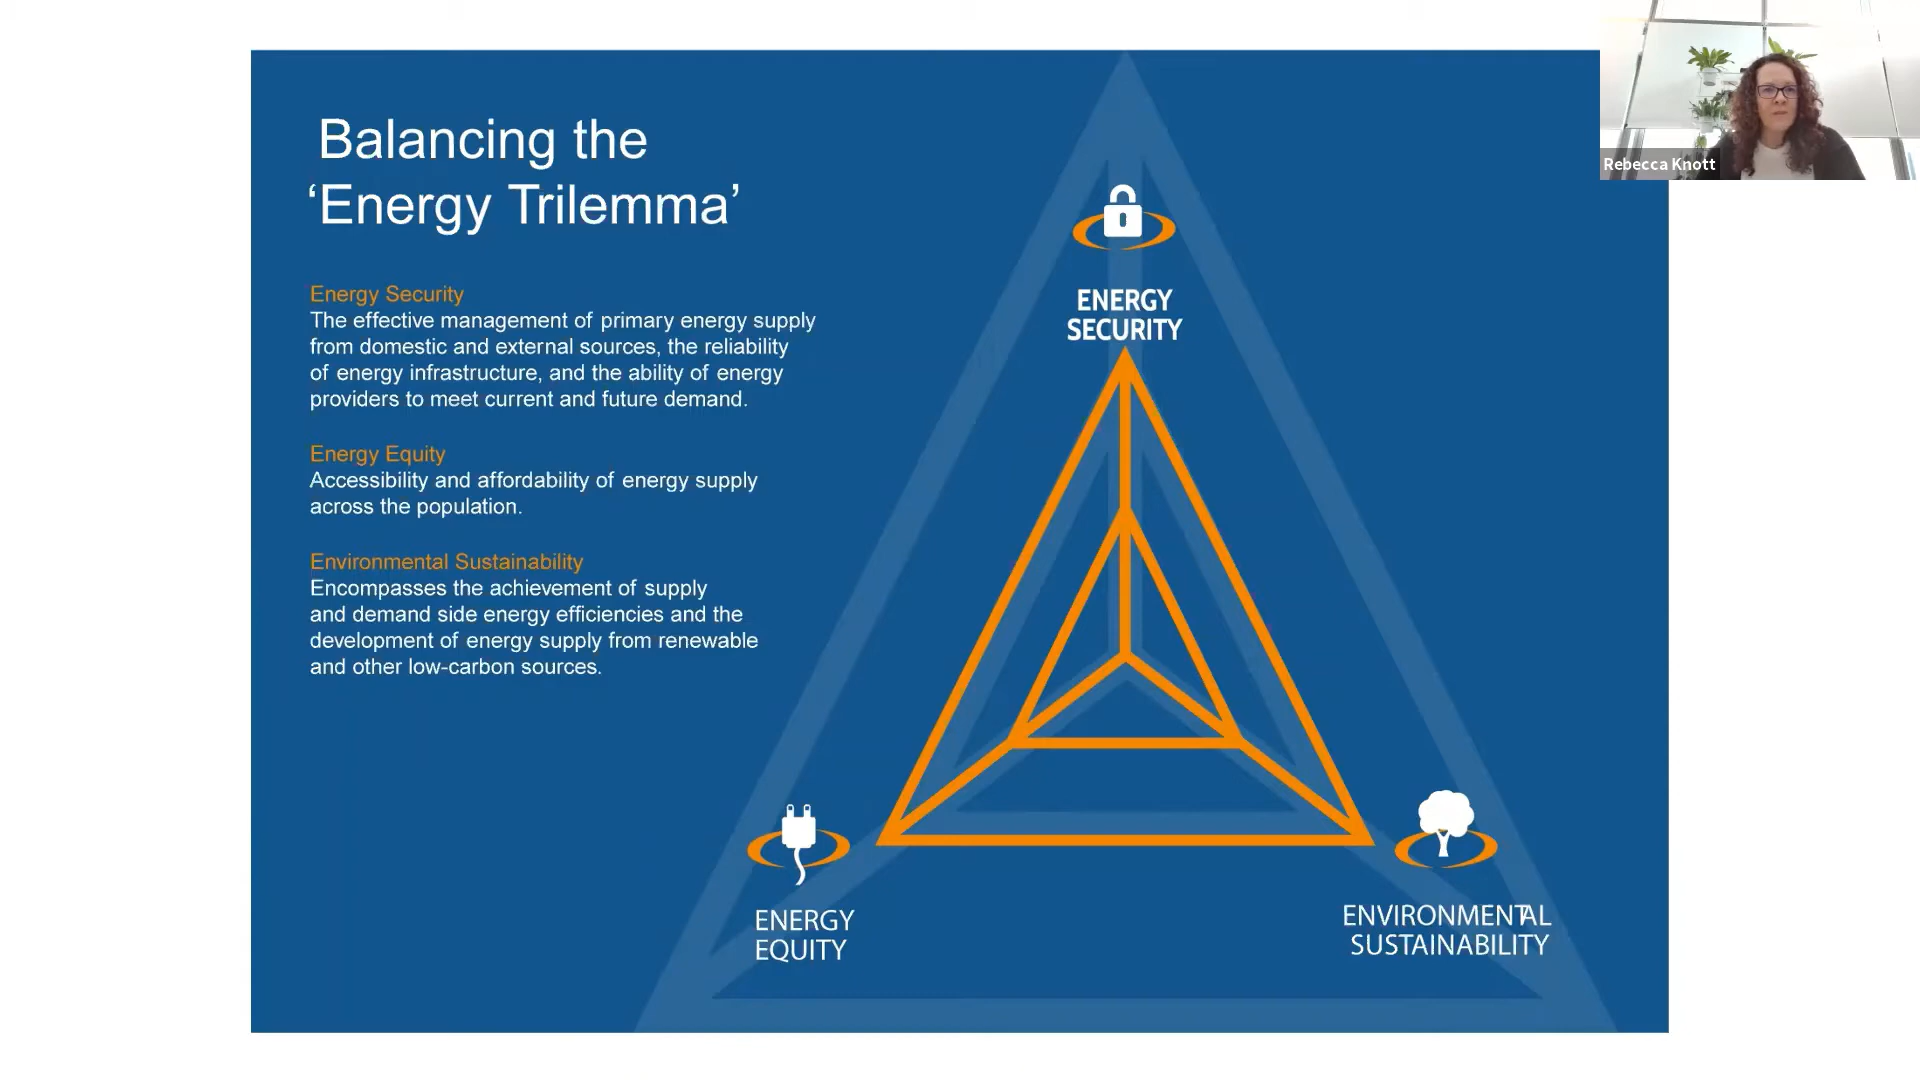 Balancing the
‘Energy Trilemma’
Energy Security
The effective management of primary energy supply
from domestic and external sources, the reliability
of energy infrastructure, and the ability of energy
providers to meet current and future demand.
Energy Equity
Accessibility and affordability of energy supply
across the population.
Environmental Sustainability
Encompasses the achievement of supply
and demand side energy efficiencies and the
development of energy supply from renewable
and other low-carbon sources.
ENERGY
SECURITY
ENERGY
EQUITY
ENVIRONMENTAL
SUSTAINABILITY
Rebecca Knott